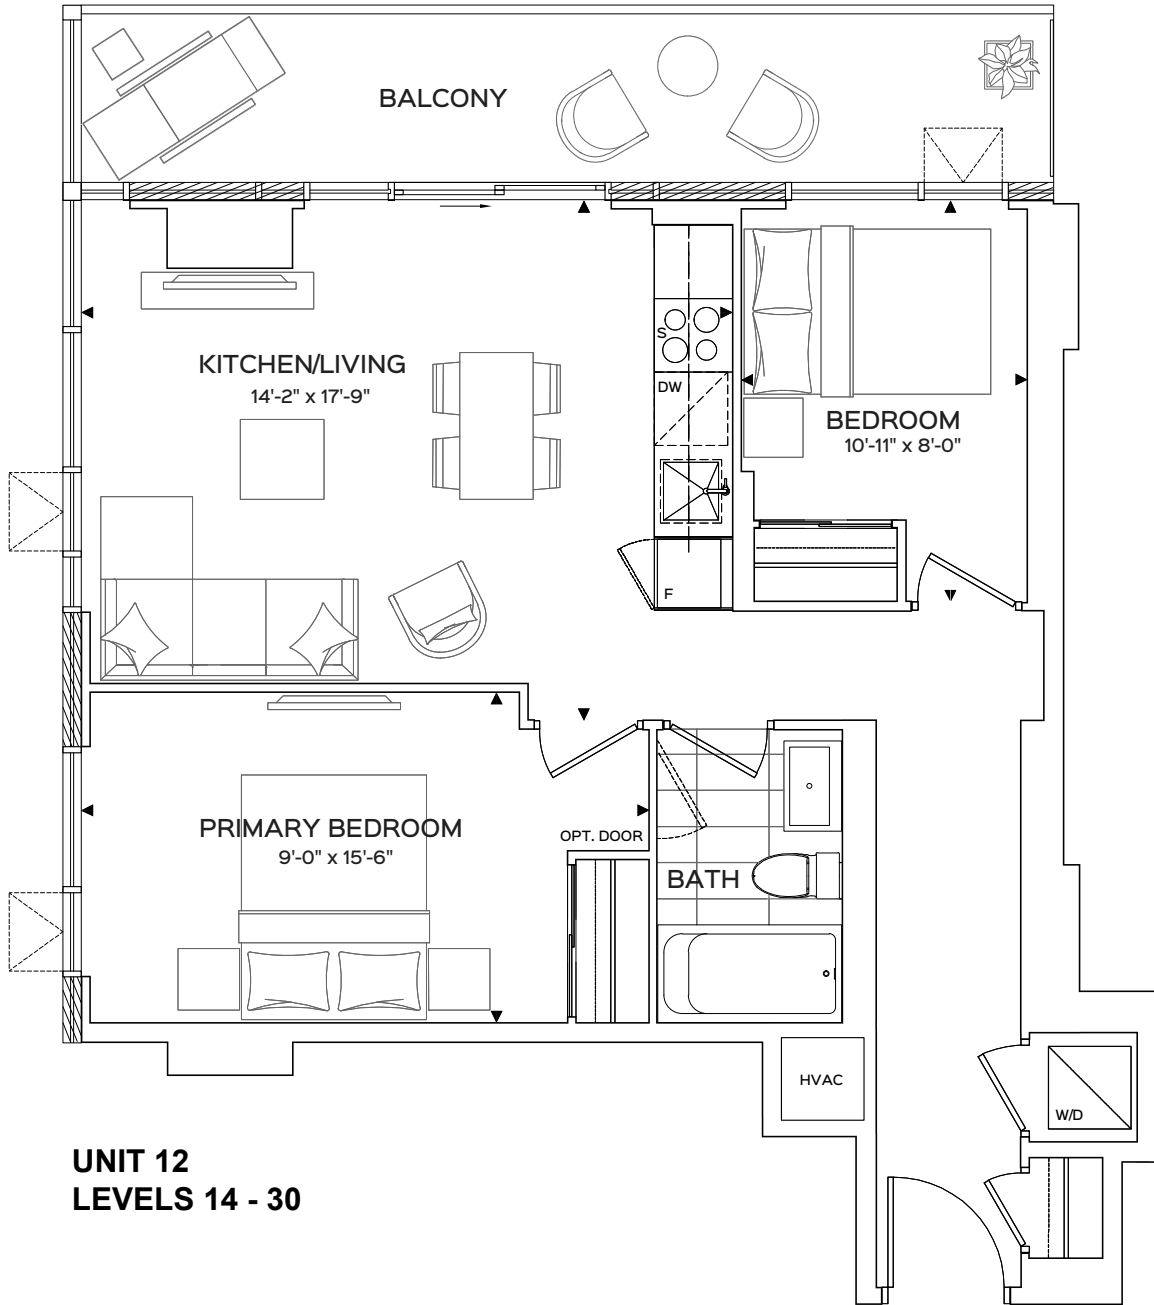 BALCONY
KITCHEN/LIVING
14'-2" x 17'-9"
S
DW
BEDROOM
10'-11" x 8'-0"
F
PRIMARY BEDROOM
9'-0" x 15'-6"
OPT. DOOR
BATH
HVAC
W/D
UNIT 12
LEVELS 14 - 30